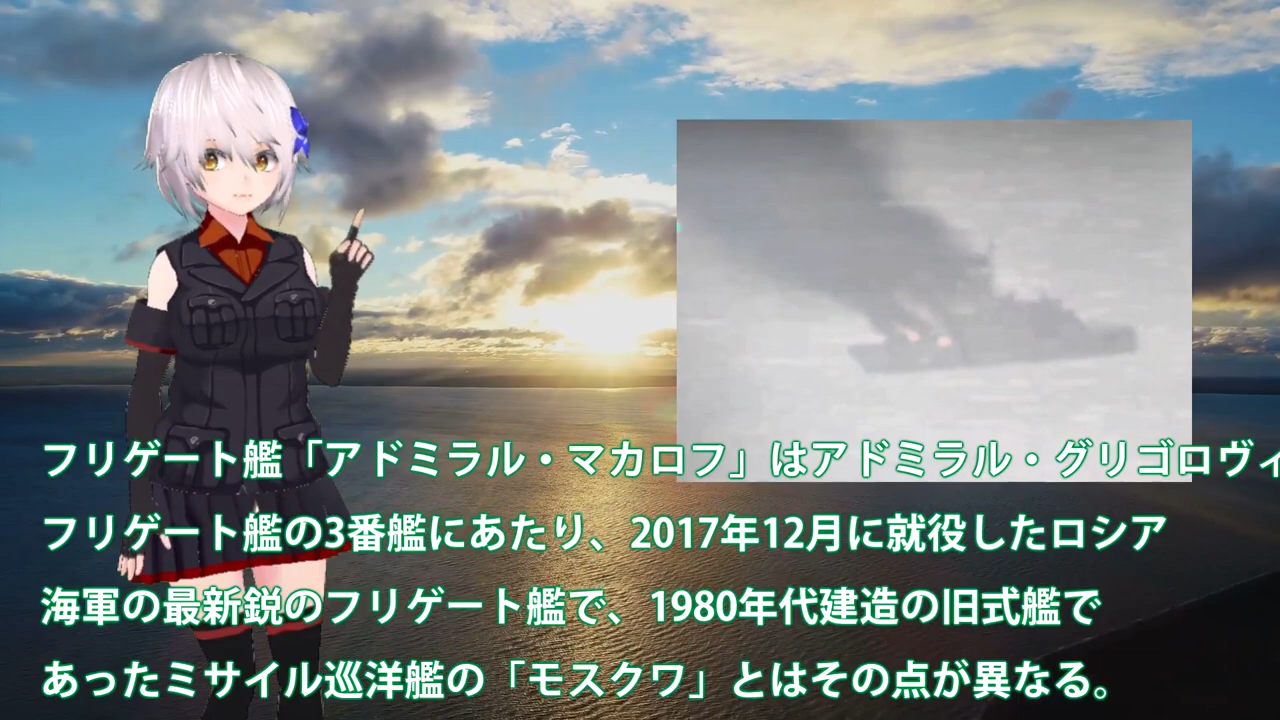 フリゲート艦「アドミラル・マカロフ」はアドミラル・グリゴロヴィ
フリゲート艦の3番艦にあたり、2017年12月に就役したロシア
海軍の最新鋭のフリゲート艦で、1980年代建造の旧式艦で
あったミサイル巡洋艦の「モスクワ」とはその点が異なる。